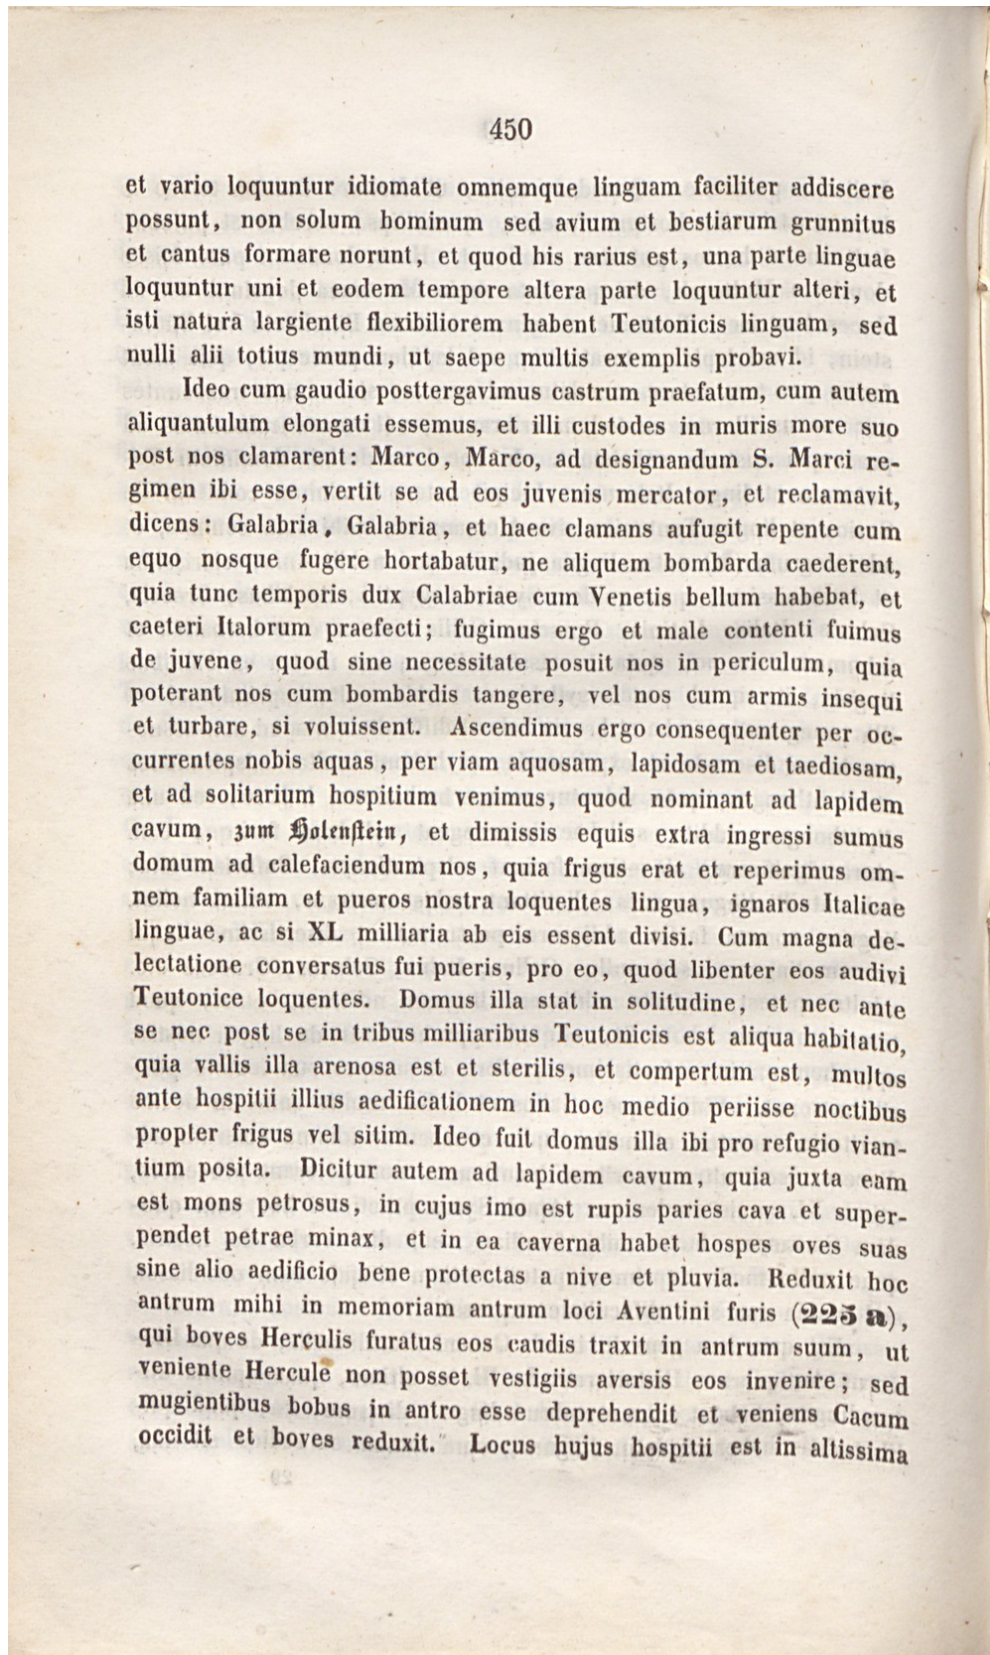 450
et vario loquuntur idiomate omnemque linguam faciliter addiscere
possunt, non solum hominum sed avium et bestiarum grunnitus
et cantus formare norunt, et quod his rarius est, una parte linguae
loquuntur uni et eodem tempore altera parte loquuntur alteri, et
isti natura largiente flexibiliorem habent Teutonicis linguam, sed
nulli alii totius mundi, ut saepe multis exemplis probavi.
Ideo cum gaudio posttergavimus castrum praefatum, cum autem
aliquantulum elongati essemus, et illi custodes in muris more suo
post nos clamarent: Marco, Marco, ad designandum S. Marci re-
gimen ibi esse, vertit se ad eos juvenis mercator, et reclamavit,
dicens: Galabria, Galabria, et haec clamans aufugit repente cum
equo nosque fugere hortabatur, ne aliquem bombarda caederent,
quia tunc temporis dux Calabriae cum Venetis bellum habebat, et
caeteri Italorum praefecti; fugimus ergo et male contenti fuimus
de juvene, quod sine necessitate posuit nos in periculum, quia
poterant nos cum bombardis tangere, vel nos cum armis insequi
et turbare, si voluissent. Ascendimus ergo consequenter per oc-
currentes nobis aquas, per viam aquosam, lapidosam et taediosam,
et ad solitarium hospitium venimus, quod nominant ad lapidem
cavum, zum Holenstein, et dimissis equis extra ingressi sumus
domum ad calefaciendum nos, quia frigus erat et reperimus om-
nem familiam et pueros nostra loquentes lingua, ignaros Italicae
linguae, ac si XL milliaria ab eis essent divisi. Cum magna de-
lectatione conversatus fui pueris, pro eo, quod libenter eos audivi
Teutonice loquentes. Domus illa stat in solitudine, et nec ante
se nec post se in tribus milliaribus Teutonicis est aliqua habitatio,
quia vallis illa arenosa est et sterilis, et compertum est, multos
ante hospitii illius aedificationem in hoc medio periisse noctibus
propter frigus vel sitim. Ideo fuit domus illa ibi pro refugio vian-
tium posita. Dicitur autem ad lapidem cavum, quia juxta eam
est mons petrosus, in cujus imo est rupis paries cava et super-
pendet petrae minax, et in ea caverna habet hospes oves suas
sine alio aedificio bene protectas a nive et pluvia. Reduxit hoc
antrum mihi in memoriam antrum loci Aventini furis (225 a),
qui boves Herculis furatus eos caudis traxit in antrum suum, ut
veniente Hercule non posset vestigiis aversis eos invenire; sed
mugientibus bobus in antro esse deprehendit et veniens Cacum
occidit et boves reduxit. Locus hujus hospitii est in altissima